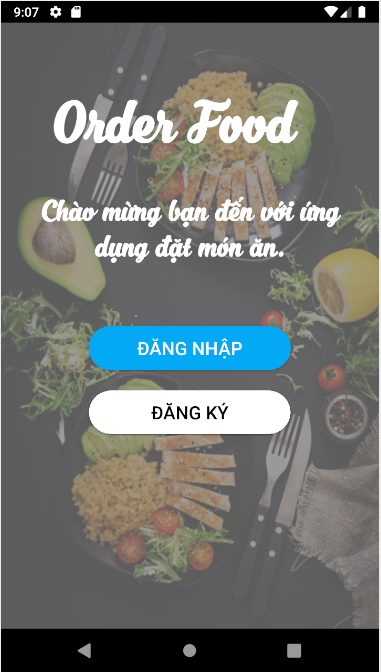 9:07
Order Food
Chào mừng bạn đến với ứng
dụng đặt món ăn.
ĐĂNG NHẬP
ĐĂNG KÝ